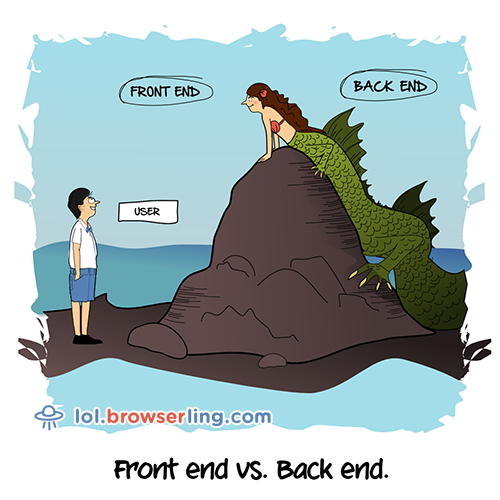 FRONT END
BACK END
USER
lol.browserling.com
Front end vs. Back end.